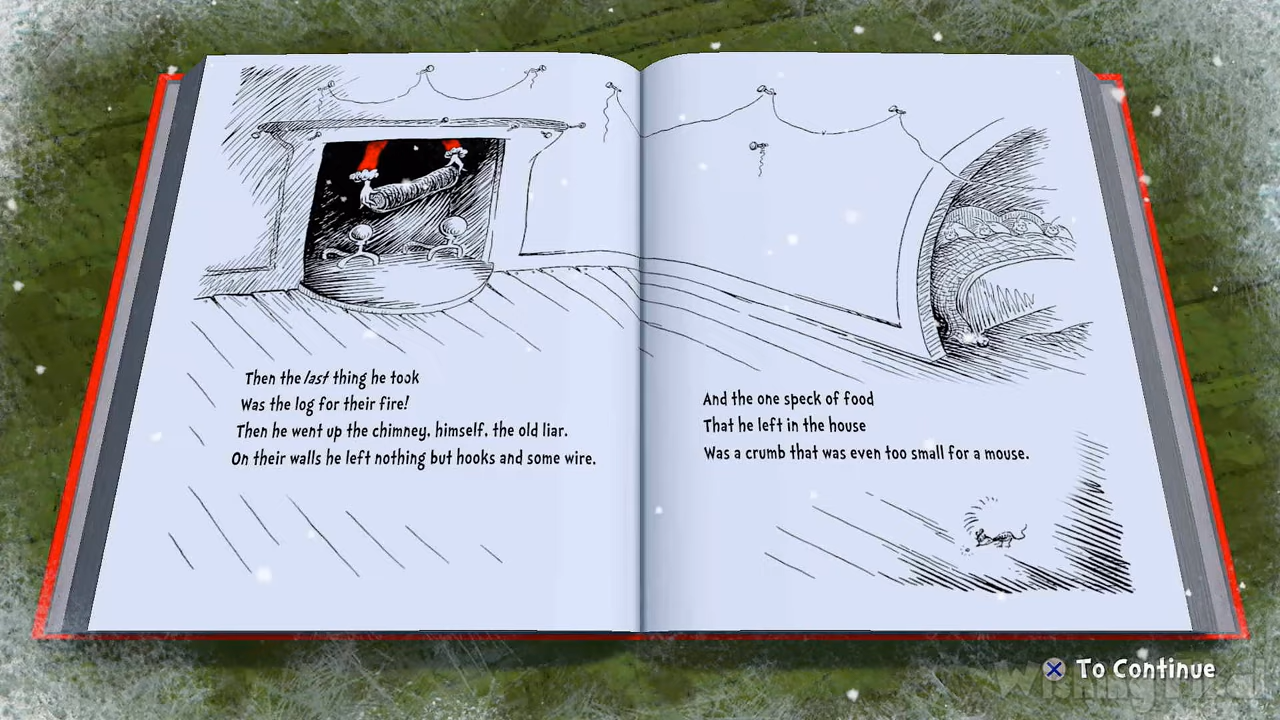 Then the last thing he took
Was the log for their fire!
Then he went up the chimney, himself, the old liar.
On their walls he left nothing but hooks and some wire.
And the one speck of food
That he left in the house
Was a crumb that was even too small for a mouse.
To Continue